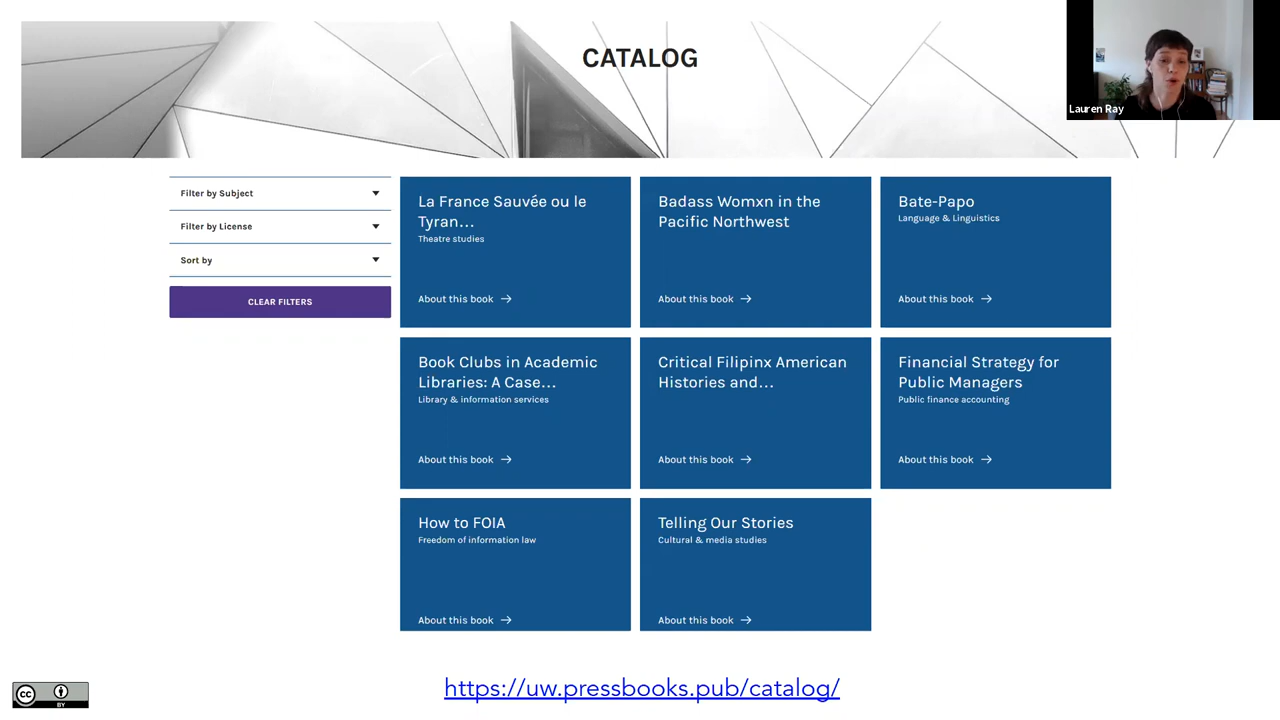 CATALOG
Lauren Ray
Filter by Subject
Filter by License
Sort by
CLEAR FILTERS
La France Sauvée ou le
Tyran...
Theatre studies
About this book
Badass Womxn in the
Pacific Northwest
About this book
Bate-Papo
Language & Linguistics
About this book
Book Clubs in Academic
Libraries: A Case...
Library & information services
About this book
Critical Filipinx American
Histories and...
About this book
Financial Strategy for
Public Managers
Public finance accounting
About this book
How to FOIA
Freedom of information law
About this book
Telling Our Stories
Cultural & media studies
About this book
https://uw.pressbooks.pub/catalog/
cc
BY